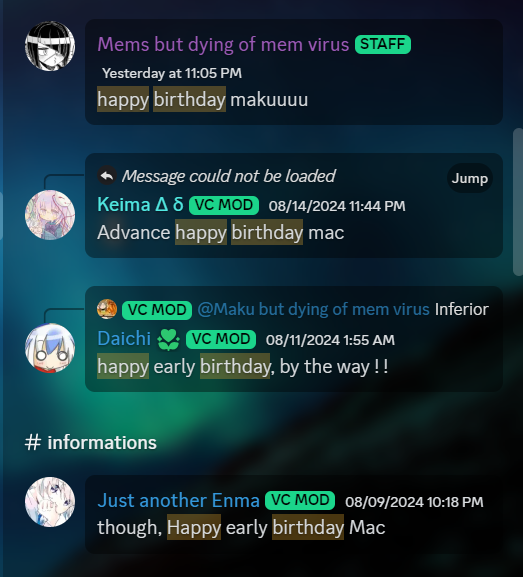 Mems but dying of mem virus STAFF
Yesterday at 11:05 PM
happy birthday makuuuu
Message could not be loaded
Jump
Keima Δ δ VC MOD 08/14/2024 11:44 PM
Advance happy birthday mac
VC MOD @Maku but dying of mem virus Inferior
Daichi VC MOD 08/11/2024 1:55 AM
happy early birthday, by the way ! !
# informations
Just another Enma VC MOD 08/09/2024 10:18 PM
though, Happy early birthday Mac